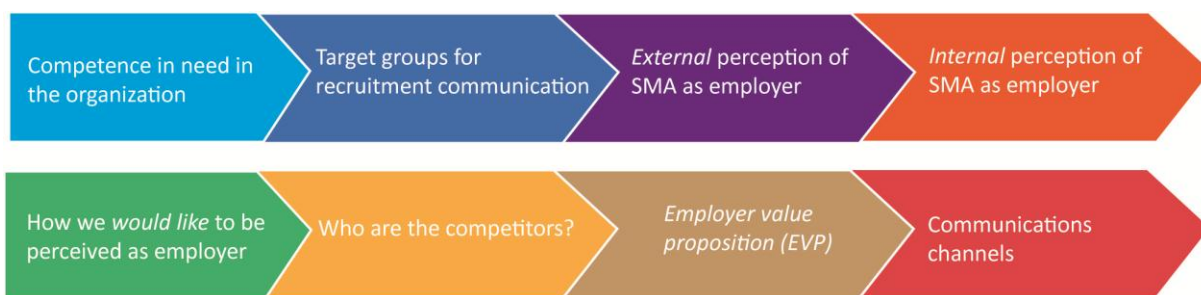 Competence in need in
the organization
Target groups for
recruitment communication
External perception of
SMA as employer
Internal perception of
SMA as employer
How we would like to be
perceived as employer
Who are the competitors?
Employer value
proposition (EVP)
Communications
channels